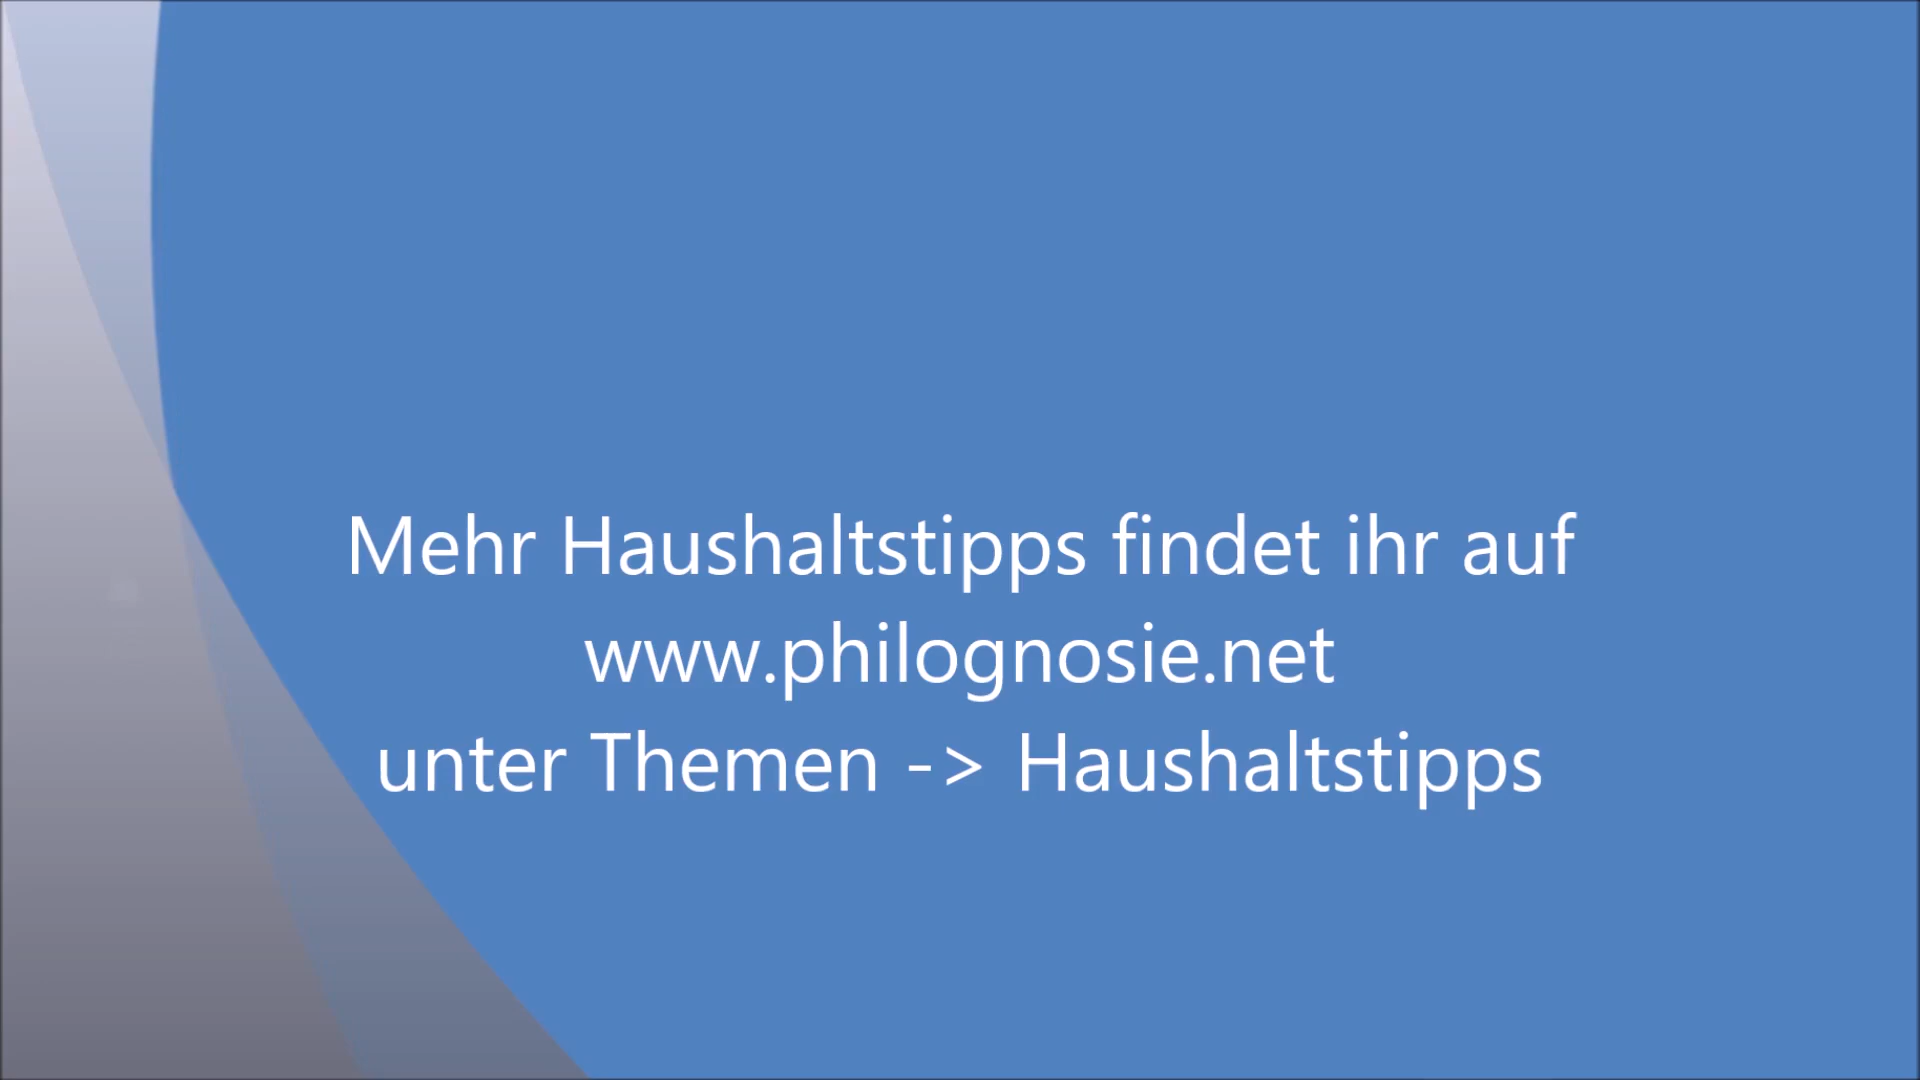 Mehr Haushaltstipps findet ihr auf
www.philognosie.net
unter Themen -> Haushaltstipps